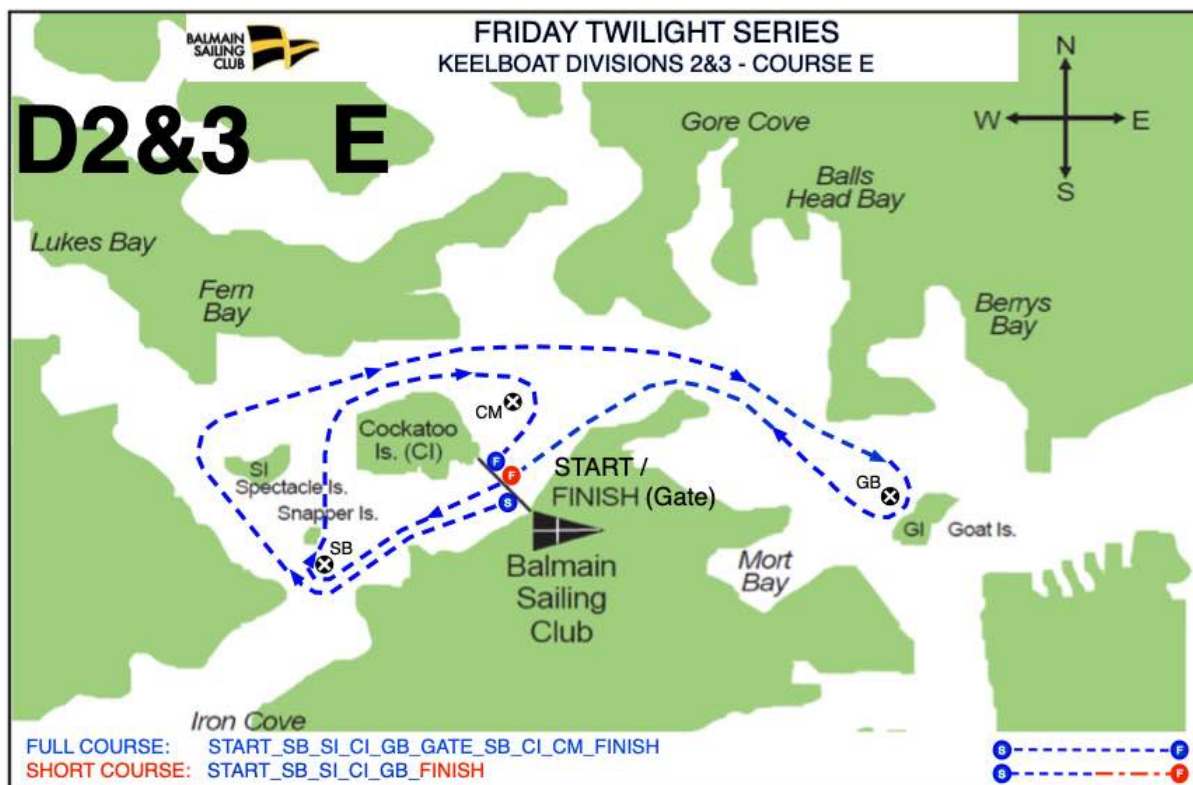 BALMAIN
SAILING
CLUB
FRIDAY TWILIGHT SERIES
KEELBOAT DIVISIONS 2&3 - COURSE E
D2&3 E
N
W E
S
Gore Cove
Balls
Head Bay
Lukes Bay
Fern
Bay
Berrys
Bay
CM
Cockatoo
Is. (CI)
SI
Spectacle Is.
Snapper Is.
SB
F
F
S
START /
FINISH (Gate)
GB
GI
Goat Is.
Mort
Bay
Balmain
Sailing
Club
Iron Cove
FULL COURSE: START_SB_SI_CI_GB_GATE_SB_CI_CM_FINISH
SHORT COURSE: START_SB_SI_CI_GB_FINISH
S F
S F